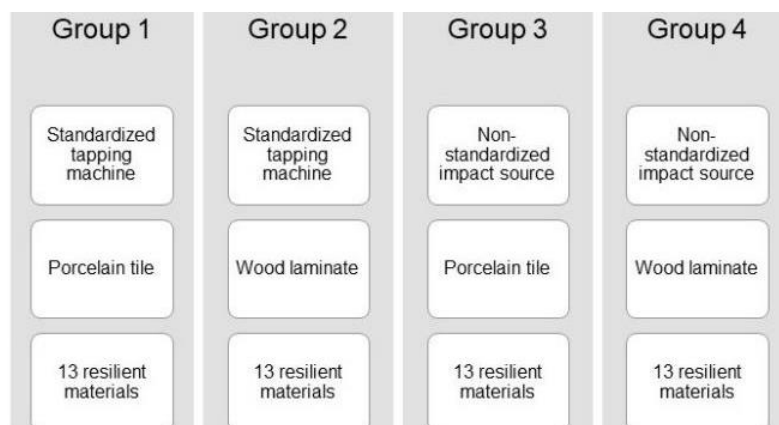 Group 1
Group 2
Group 3
Group 4
Standardized
tapping
machine
Standardized
tapping
machine
Non-
standardized
impact source
Non-
standardized
impact source
Porcelain tile
Wood laminate
Porcelain tile
Wood laminate
13 resilient
materials
13 resilient
materials
13 resilient
materials
13 resilient
materials